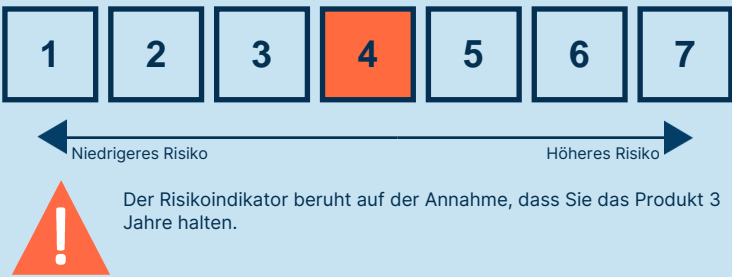 1 2 3 4 5 6 7
Niedrigeres Risiko Höheres Risiko
!
Der Risikoindikator beruht auf der Annahme, dass Sie das Produkt 3
Jahre halten.